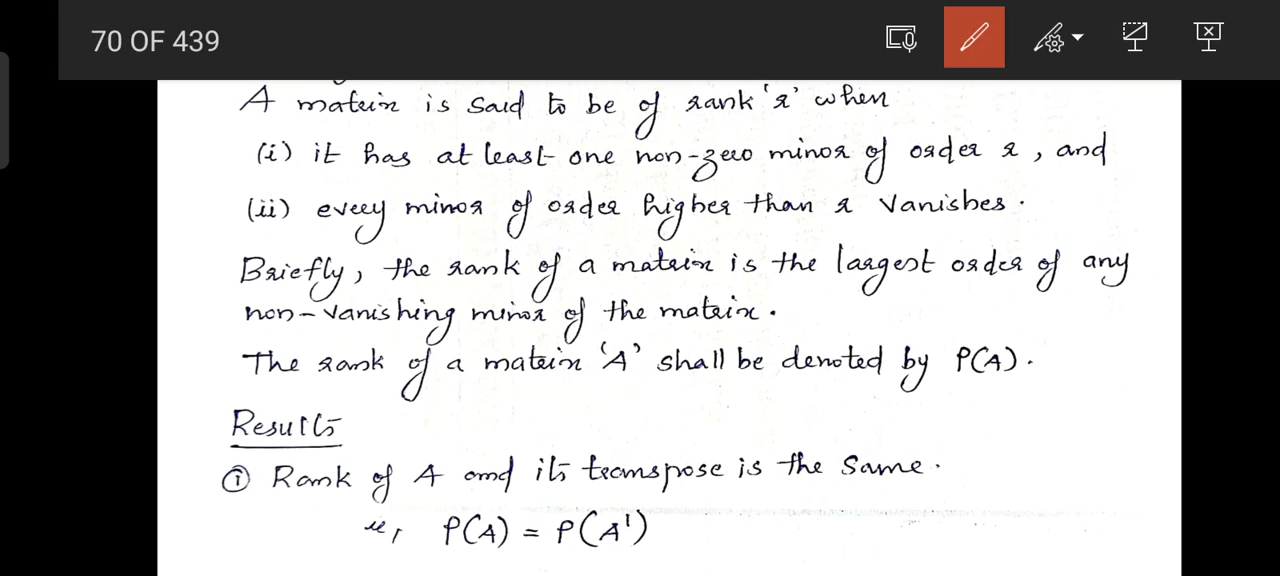 70 OF 439
A matrix is said to be of rank 'r' when
(i) it has at least one non-zero minor of order r, and
(ii) every minor of order higher than r vanishes.
Briefly, the rank of a matrix is the largest order of any
non-vanishing minor of the matrix.
The rank of a matrix 'A' shall be denoted by ρ(A).
Results
① Rank of A and its transpose is the same.
ie, ρ(A) = ρ(A')